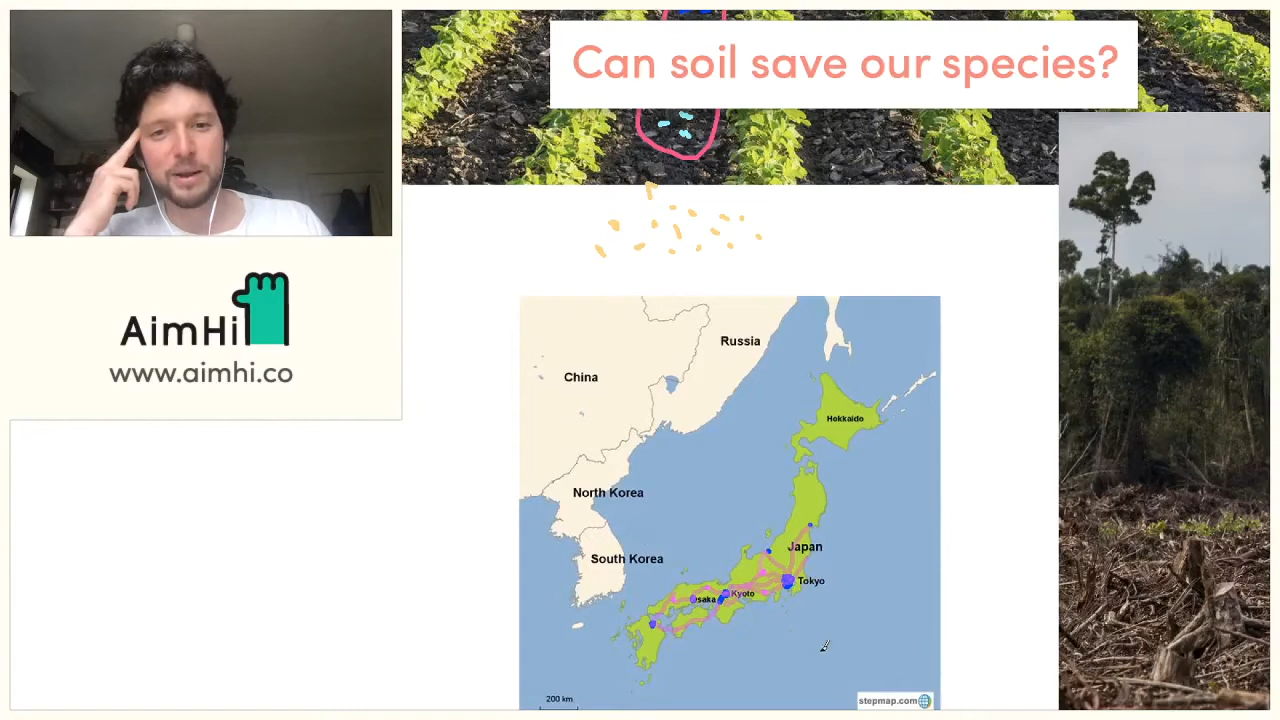 Can soil save our species?
AimHi
www.aimhi.co
Russia
China
Hokkaido
North Korea
Japan
South Korea
Tokyo
Kyoto
Osaka
200 km
stepmap.com